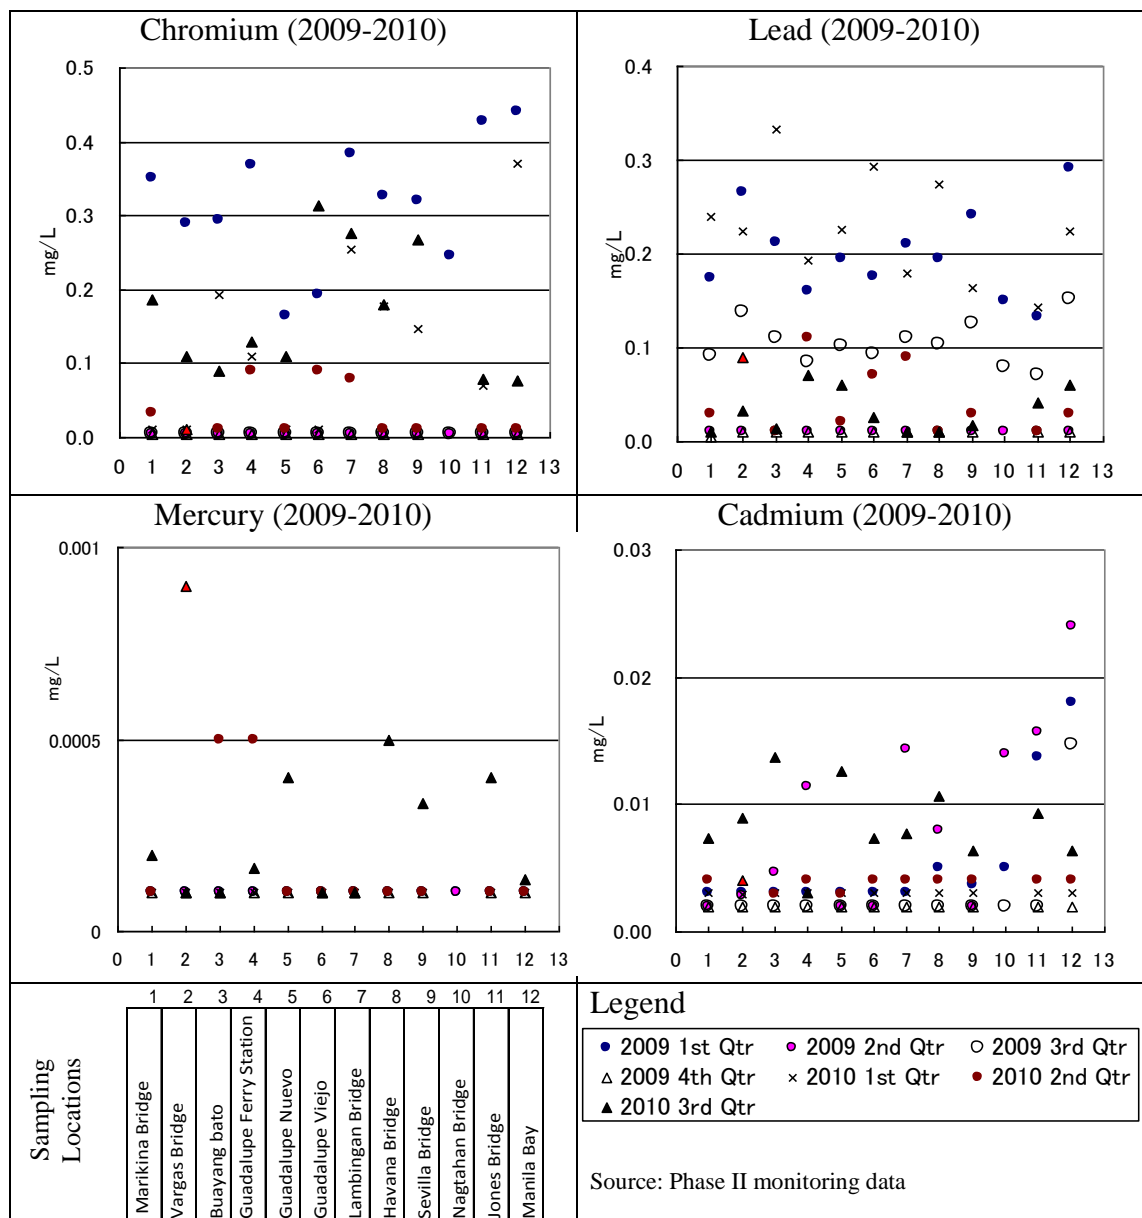 Chromium (2009-2010)
0.5
0.4
0.3
0.2
0.1
0.0
mg/L
0 1 2 3 4 5 6 7 8 9 10 11 12 13
Lead (2009-2010)
0.4
0.3
0.2
0.1
0.0
mg/L
0 1 2 3 4 5 6 7 8 9 10 11 12 13
Mercury (2009-2010)
0.001
0.0005
0
mg/L
0 1 2 3 4 5 6 7 8 9 10 11 12 13
Cadmium (2009-2010)
0.03
0.02
0.01
0.00
mg/L
0 1 2 3 4 5 6 7 8 9 10 11 12 13
Sampling
Locations
1 2 3 4 5 6 7 8 9 10 11 12
Marikina Bridge
Vargas Bridge
Buayang bato
Guadalupe Ferry Station
Guadalupe Nuevo
Guadalupe Viejo
Lambingan Bridge
Havana Bridge
Sevilla Bridge
Nagtahan Bridge
Jones Bridge
Manila Bay
Legend
2009 1st Qtr 2009 2nd Qtr 2009 3rd Qtr
2009 4th Qtr 2010 1st Qtr 2010 2nd Qtr
2010 3rd Qtr
Source: Phase II monitoring data